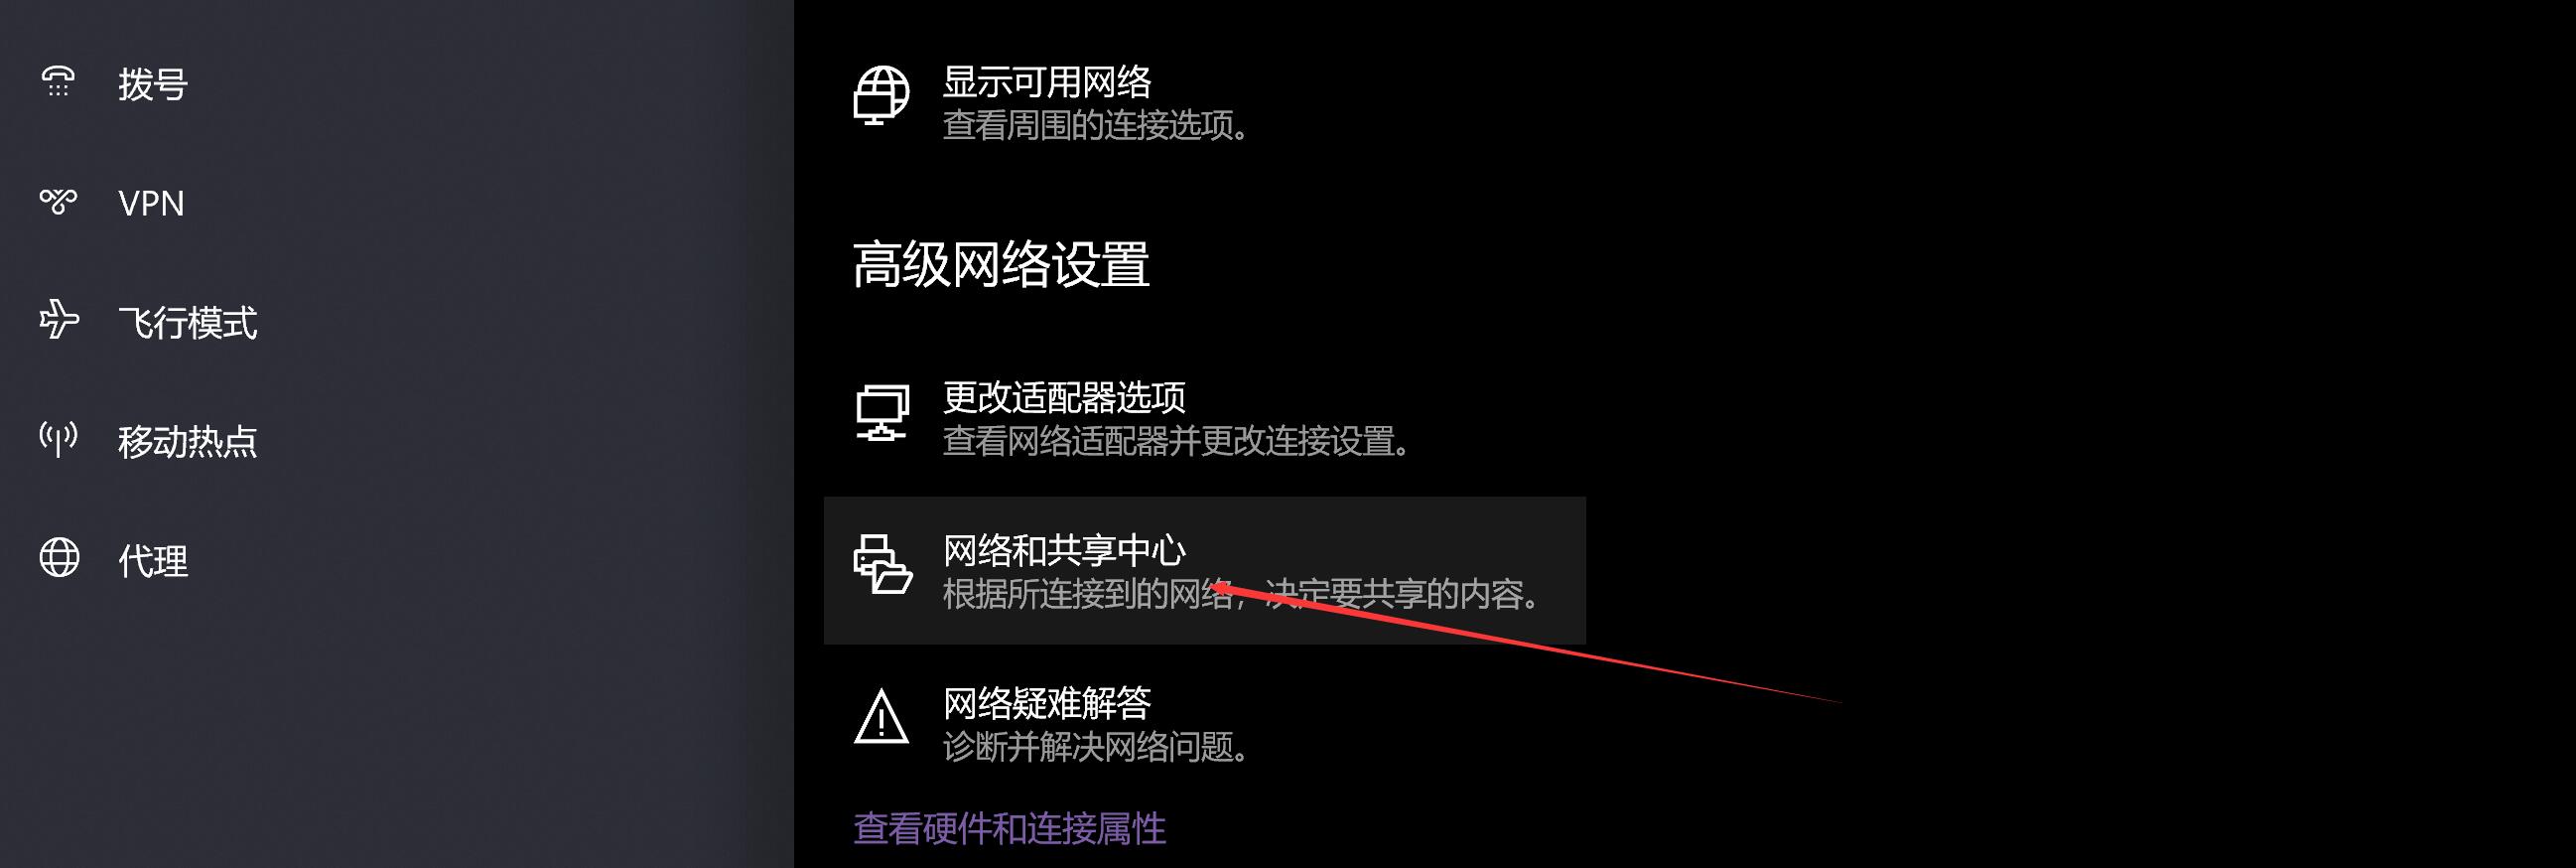 拨号
VPN
飞行模式
移动热点
代理
显示可用网络
查看周围的连接选项。
高级网络设置
更改适配器选项
查看网络适配器并更改连接设置。
网络和共享中心
根据所连接到的网络，决定要共享的内容。
网络疑难解答
诊断并解决网络问题。
查看硬件和连接属性